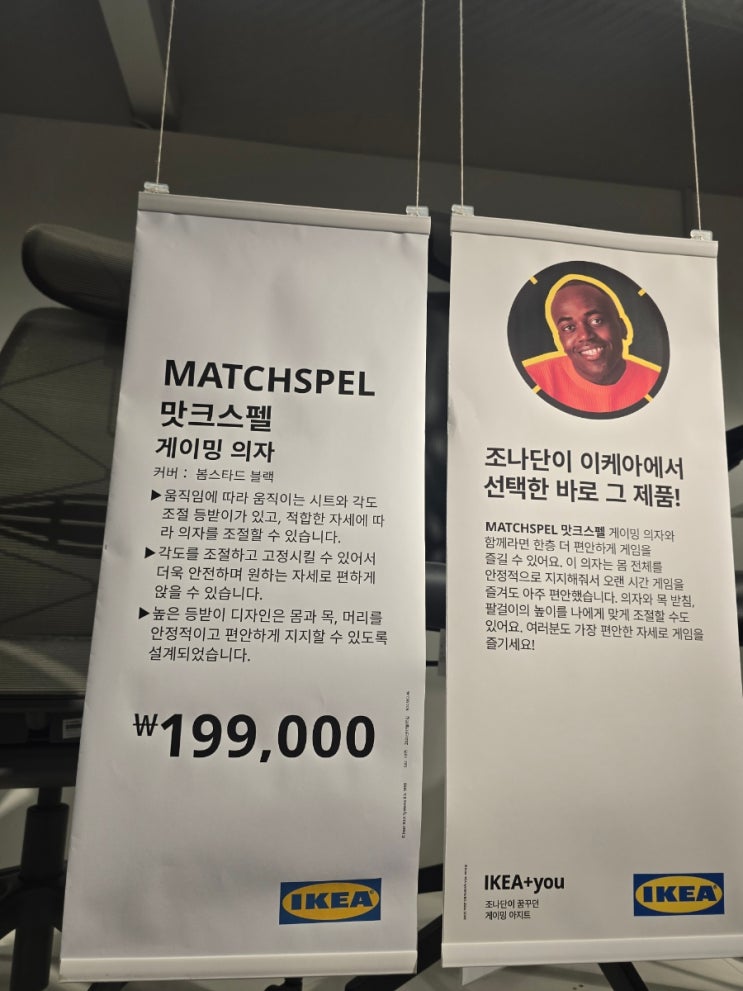 MATCHSPEL
맛크스펠
게이밍 의자
커버 : 봄스타드 블랙
▶움직임에 따라 움직이는 시트와 각도
조절 등받이가 있고, 적합한 자세에 따
라 의자를 조절할 수 있습니다.
▶각도를 조절하고 고정시킬 수 있어서
더욱 안전하며 원하는 자세로 편하게
앉을 수 있습니다.
▶높은 등받이 디자인은 몸과 목, 머리를
안정적이고 편안하게 지지할 수 있도록
설계되었습니다.
₩199,000
IKEA
조나단이 이케아에서
선택한 바로 그 제품!
MATCHSPEL 맛크스펠 게이밍 의자와
함께라면 한층 더 편안하게 게임을
즐길 수 있어요. 이 의자는 몸 전체를
안정적으로 지지해줘서 오랜 시간 게임을
즐겨도 아주 편안했습니다. 의자와 목 받침,
팔걸이의 높이를 나에게 맞게 조절할 수도
있어요. 여러분도 가장 편안한 자세로 게임을
즐기세요!
IKEA+you
조나단이 꿈꾸던
게이밍 아지트
IKEA